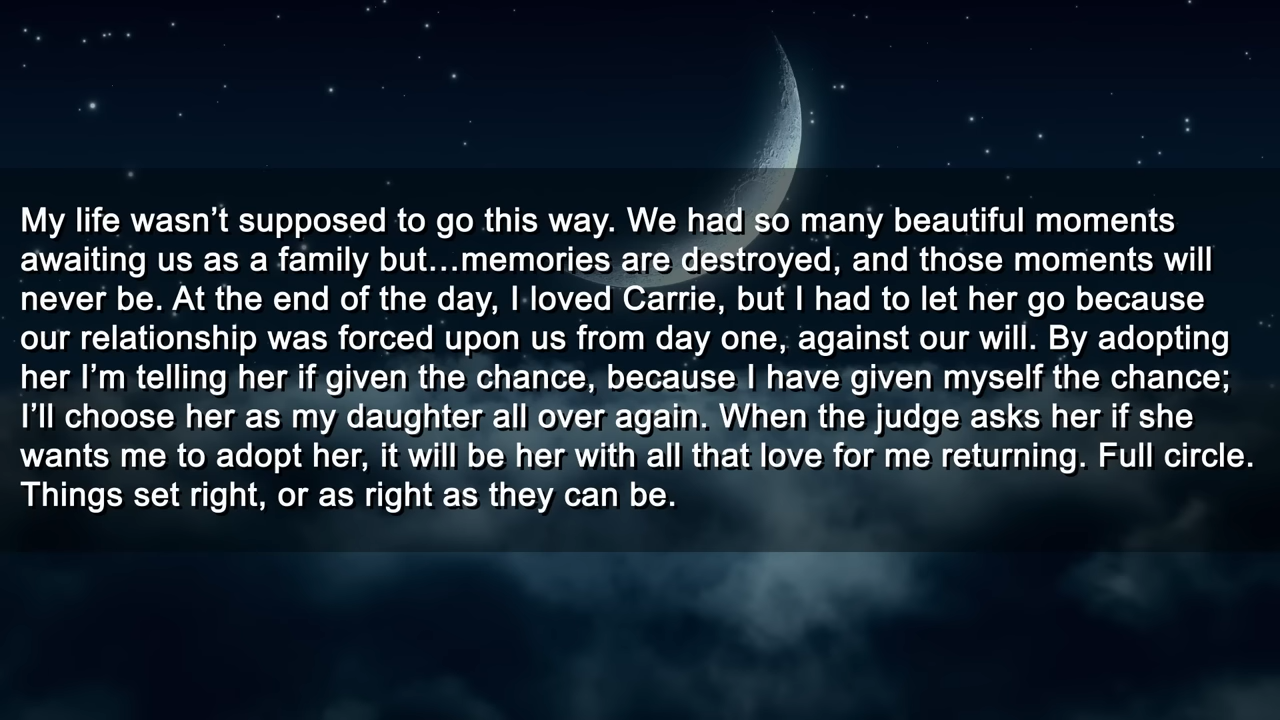 My life wasn’t supposed to go this way. We had so many beautiful moments
awaiting us as a family but…memories are destroyed, and those moments will
never be. At the end of the day, I loved Carrie, but I had to let her go because
our relationship was forced upon us from day one, against our will. By adopting
her I’m telling her if given the chance, because I have given myself the chance;
I’ll choose her as my daughter all over again. When the judge asks her if she
wants me to adopt her, it will be her with all that love for me returning. Full circle.
Things set right, or as right as they can be.